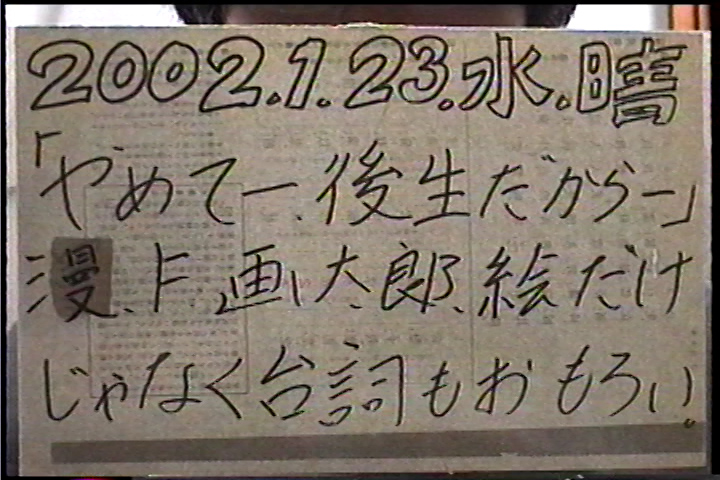 2002.1.23.水.晴
「やめてー、後生だからー」
漫、F、画、太、郎、絵だけ
じゃなく台詞もおもろい。